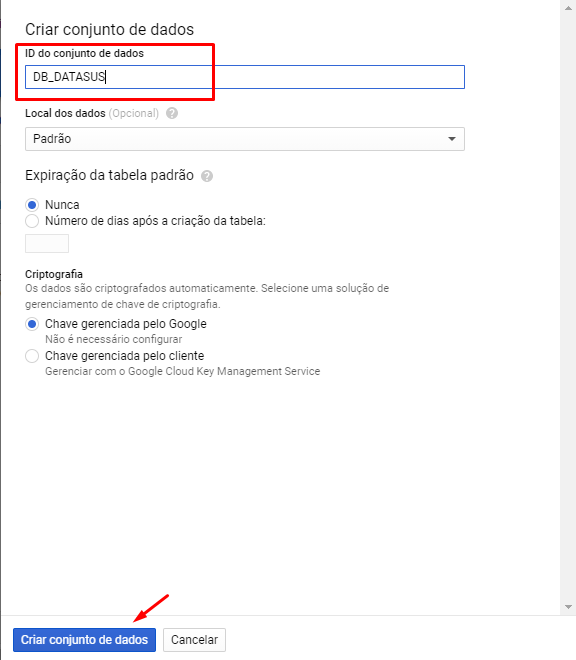 Criar conjunto de dados
ID do conjunto de dados
DB_DATASUS
Local dos dados (Opcional) ?
Padrão
Expiração da tabela padrão ?
Nunca
Número de dias após a criação da tabela:
Criptografia
Os dados são criptografados automaticamente. Selecione uma solução de
gerenciamento de chave de criptografia.
Chave gerenciada pelo Google
Não é necessário configurar
Chave gerenciada pelo cliente
Gerenciar com o Google Cloud Key Management Service
Criar conjunto de dados
Cancelar